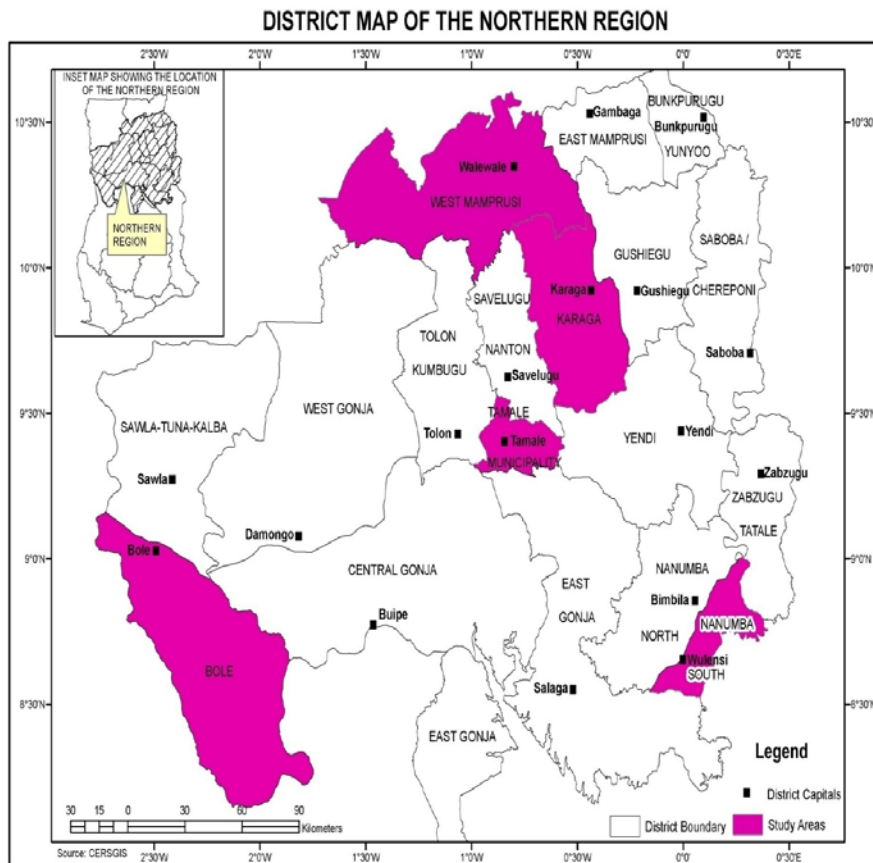 DISTRICT MAP OF THE NORTHERN REGION
2°30'W 2°0'W 1°30'W 1°0'W 0°30'W 0°0' 0°30'E
INSET MAP SHOWING THE LOCATION
OF THE NORTHERN REGION
NORTHERN
REGION
10°30'N
10°0'N
9°30'N
9°0'N
8°30'N
10°30'N
10°0'N
9°30'N
9°0'N
8°30'N
Gambaga
EAST MAMPRUSI
BUNKPURUGU
Bunkpurugu
YUNYOO
Walewale
WEST MAMPRUSI
GUSHIEGU
Gushiegu
SABOBA /
CHEREPONI
Saboba
Karaga
KARAGA
SAVELUGU
NANTON
Savelugu
TOLON
KUMBUGU
Tolon
WEST GONJA
Damongo
SAWLA-TUNA-KALBA
Sawla
TAMALE
Tamale
MUNICIPALITY
YENDI
Yendi
Zabzugu
ZABZUGU
TATALE
Bole
BOLE
CENTRAL GONJA
Buipe
EAST
GONJA
Salaga
EAST GONJA
NANUMBA
Bimbila
NORTH
NANUMBA
Wulensi
SOUTH
Legend
District Capitals
District Boundary
Study Areas
30 15 0 30 60 90
Kilometers
Source: CERSGIS
2°30'W 2°0'W 1°30'W 1°0'W 0°30'W 0°0' 0°30'E